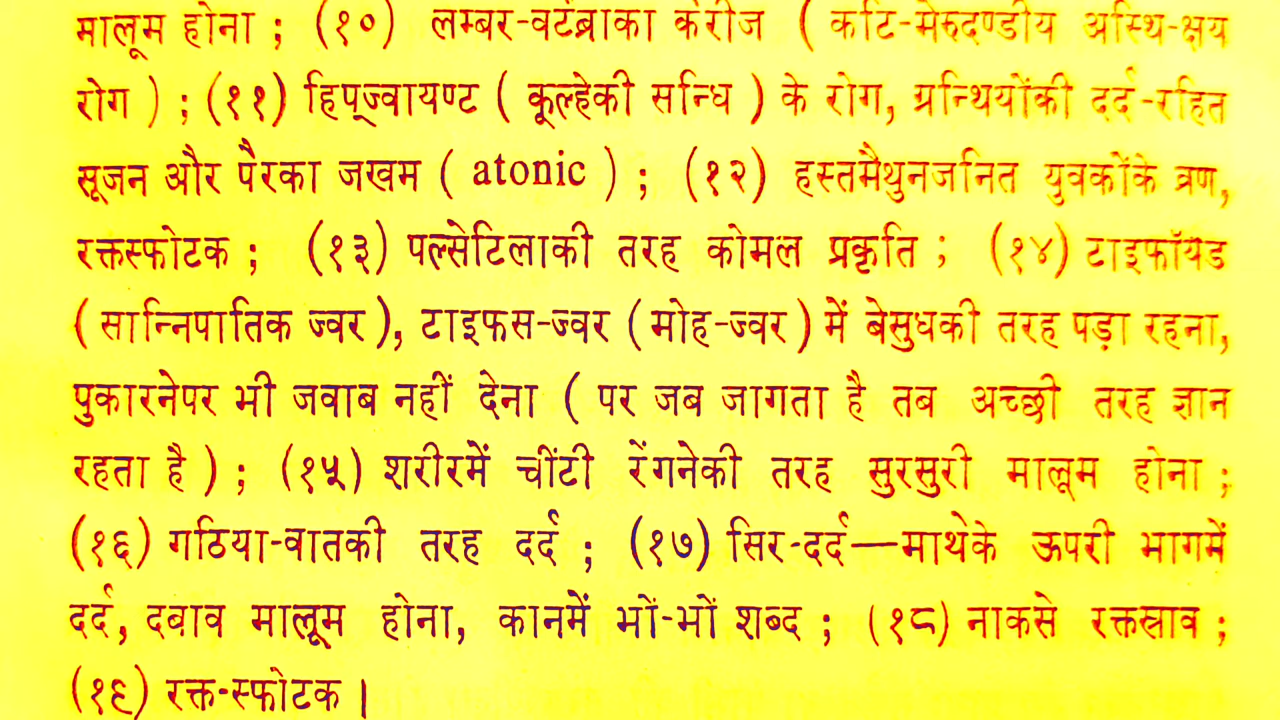 मालूम होना ; (१०) लम्बर-वर्टेब्राका केरीज ( कटि-मेरुदण्डीय अस्थि-क्षय
रोग ) ; (११) हिप्‌ज्वायण्ट ( कूल्हेकी सन्धि ) के रोग, ग्रन्थियोंकी दर्द-रहित
सूजन और पैरका जखम ( atonic ) ; (१२) हस्तमैथुनजनित युवकोंके व्रण,
रक्तस्फोटक ; (१३) पल्सेटिलाकी तरह कोमल प्रकृति ; (१४) टाइफॉयड
( सान्निपातिक ज्वर ), टाइफस-ज्वर ( मोह-ज्वर ) में बेसुधकी तरह पड़ा रहना,
पुकारनेपर भी जवाब नहीं देना ( पर जब जागता है तब अच्छी तरह ज्ञान
रहता है ) ; (१५) शरीरमें चींटी रेंगनेकी तरह सुरसुरी मालूम होना ;
(१६) गठिया-वातकी तरह दर्द ; (१७) सिर-दर्द—माथेके ऊपरी भागमें
दर्द, दबाव मालूम होना, कानमें भों-भों शब्द ; (१८) नाकसे रक्तस्राव ;
(१९) रक्त-स्फोटक ।